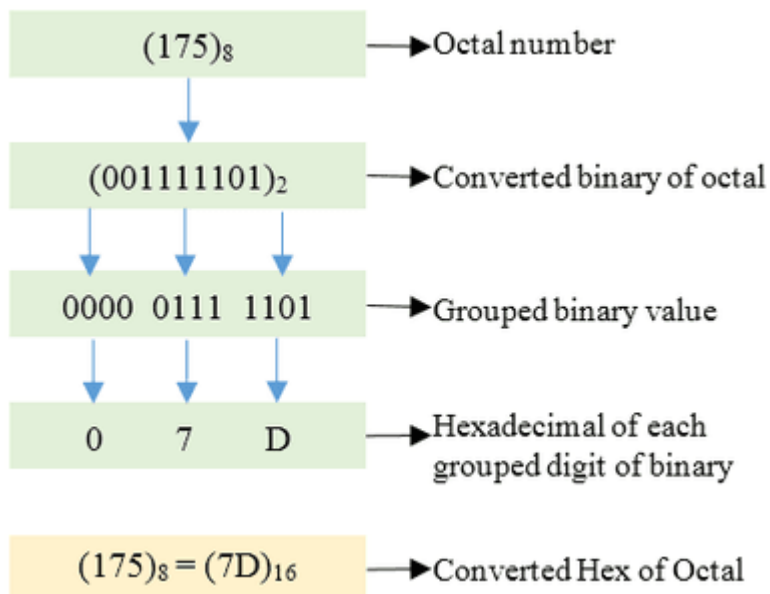 (175)₈ Octal number
(001111101)₂ Converted binary of octal
0000 0111 1101 Grouped binary value
0 7 D Hexadecimal of each
grouped digit of binary
(175)₈ = (7D)₁₆ Converted Hex of Octal